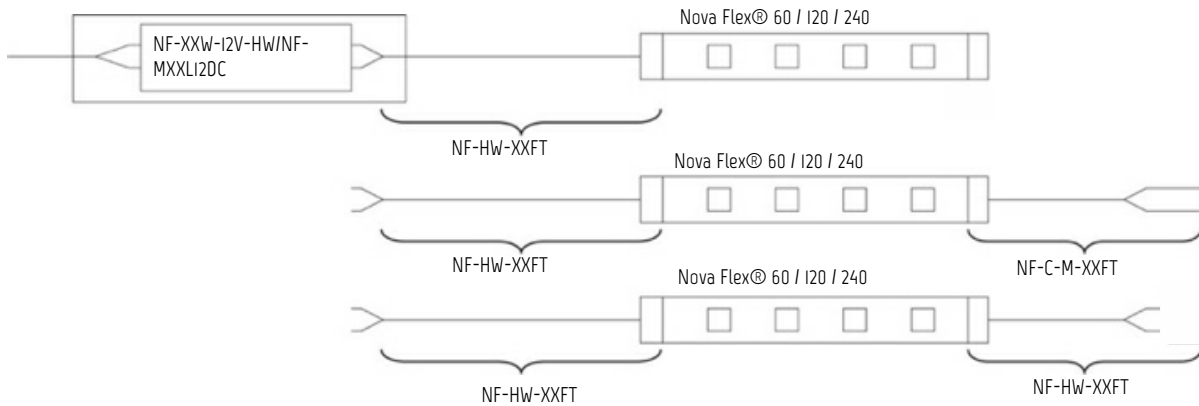 Nova Flex® 60 / 120 / 240
NF-XXW-12V-HW/NF-
MXXL12DC
NF-HW-XXFT
Nova Flex® 60 / 120 / 240
NF-HW-XXFT
NF-C-M-XXFT
Nova Flex® 60 / 120 / 240
NF-HW-XXFT
NF-HW-XXFT